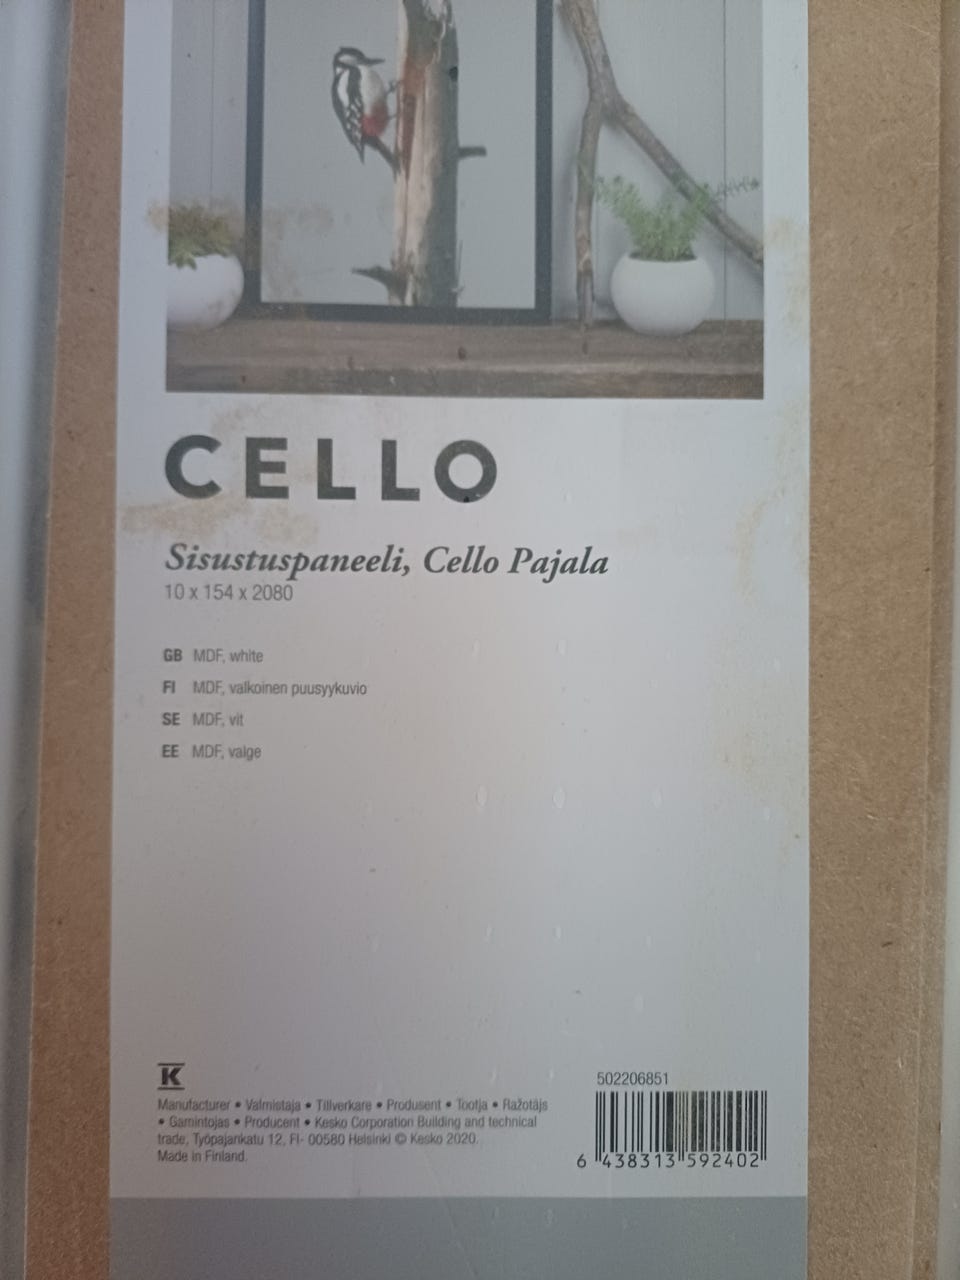 CELLO
Sisustuspaneeli, Cello Pajala
10 x 154 x 2080
GB MDF, white
FI MDF, valkoinen puusyykuvio
SE MDF, vit
EE MDF, valge
K
Manufacturer • Valmistaja • Tillverkare • Produsent • Tootja • Ražotājs
• Gamintojas • Producent • Kesko Corporation Building and technical
trade, Työpajankatu 12, FI- 00580 Helsinki © Kesko 2020.
Made in Finland.
502206851
6 438313 592402